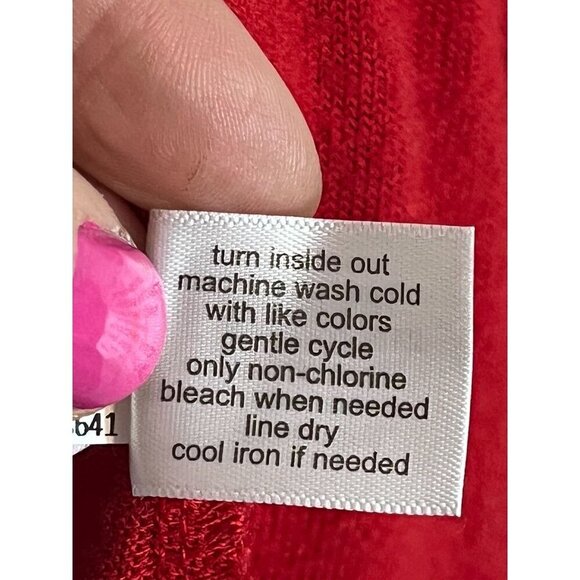 turn inside out
machine wash cold
with like colors
gentle cycle
only non-chlorine
bleach when needed
line dry
cool iron if needed
641